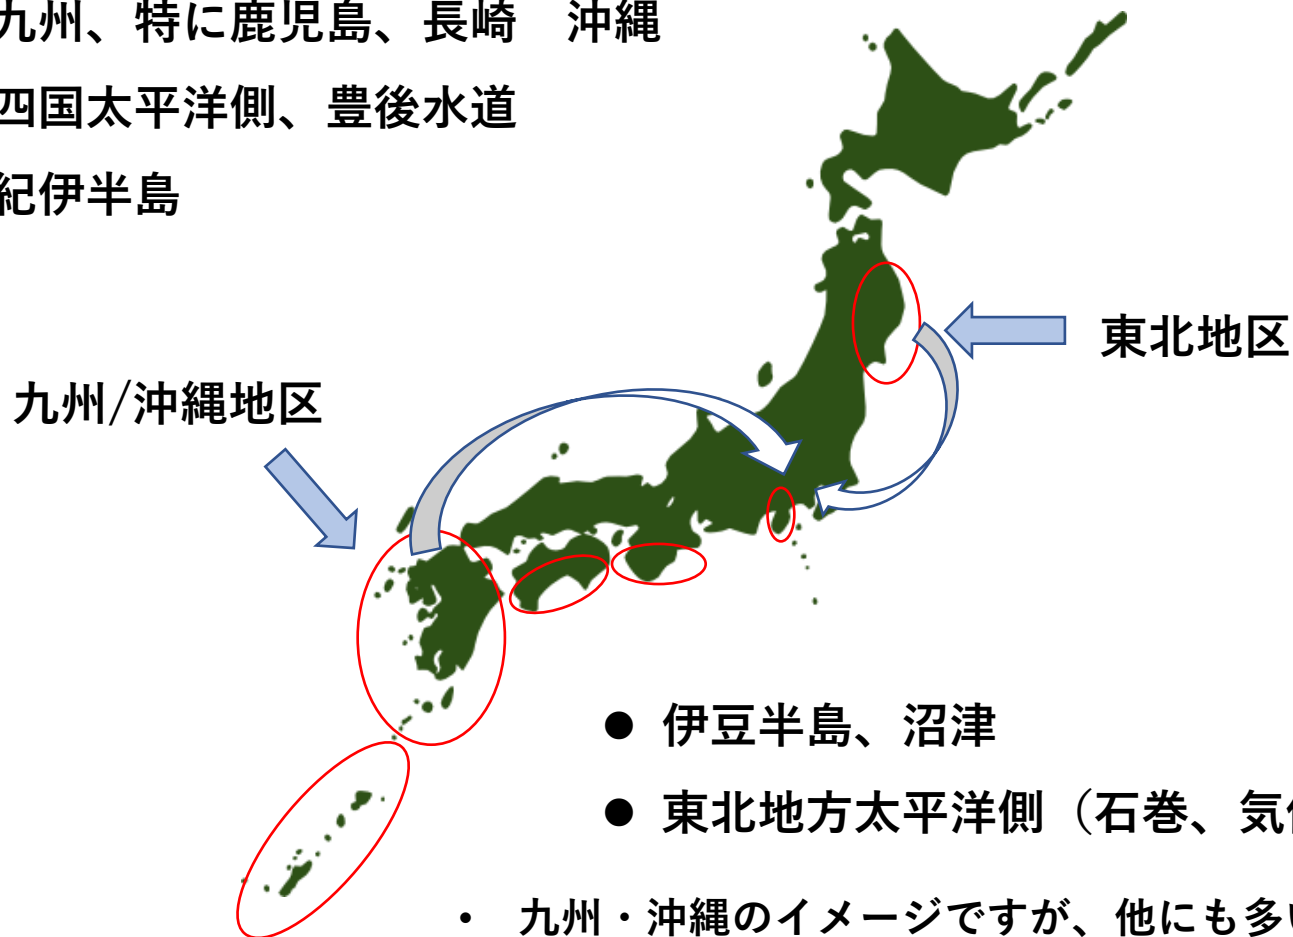 九州、特に鹿児島、長崎　沖縄
四国太平洋側、豊後水道
紀伊半島
東北地区
九州/沖縄地区
● 伊豆半島、沼津
● 東北地方太平洋側（石巻、気
• 九州・沖縄のイメージですが、他にも多い